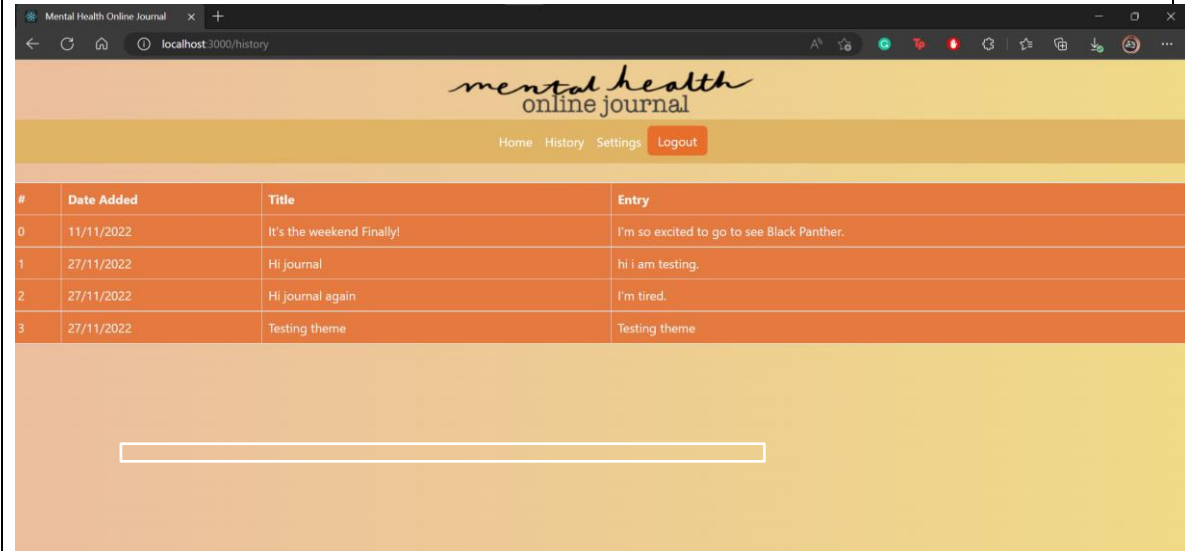 Mental Health Online Journal
localhost:3000/history
mental health
online journal
Home History Settings Logout
# Date Added Title Entry
0 11/11/2022 It's the weekend Finally! I'm so excited to go to see Black Panther.
1 27/11/2022 Hi journal hi i am testing.
2 27/11/2022 Hi journal again I'm tired.
3 27/11/2022 Testing theme Testing theme